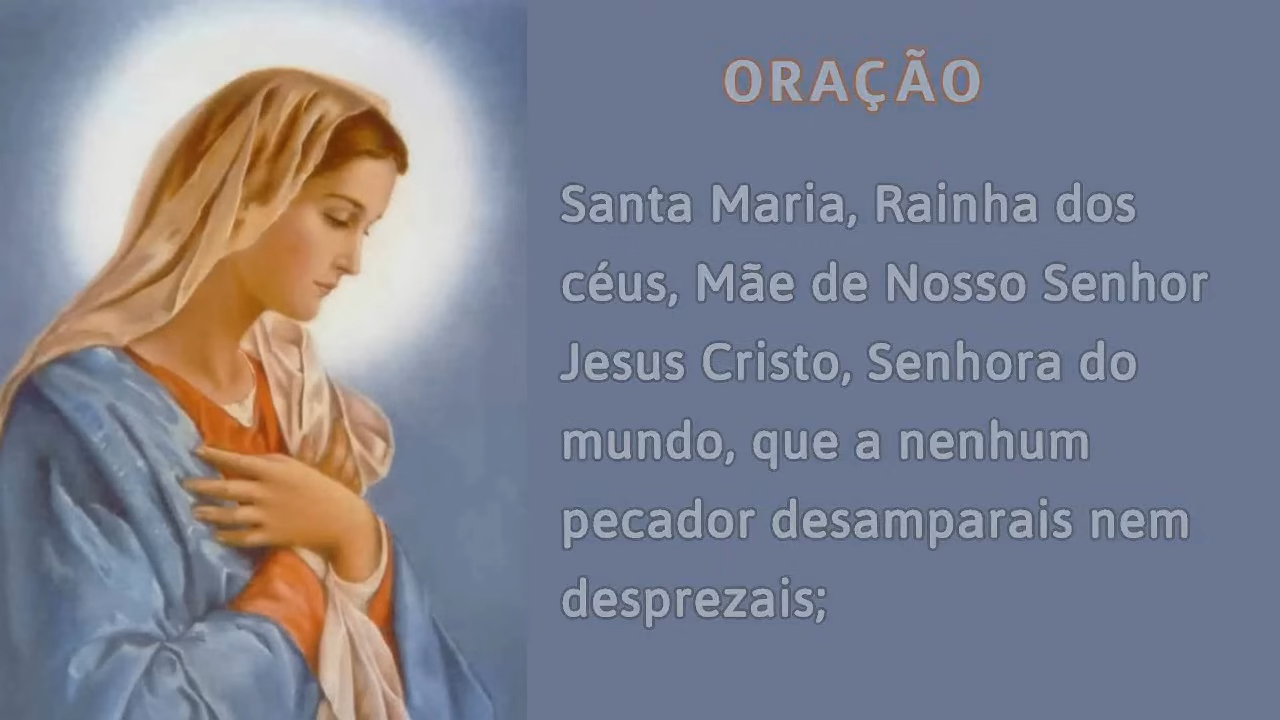 ORAÇÃO
Santa Maria, Rainha dos
céus, Mãe de Nosso Senhor
Jesus Cristo, Senhora do
mundo, que a nenhum
pecador desamparais nem
desprezais;